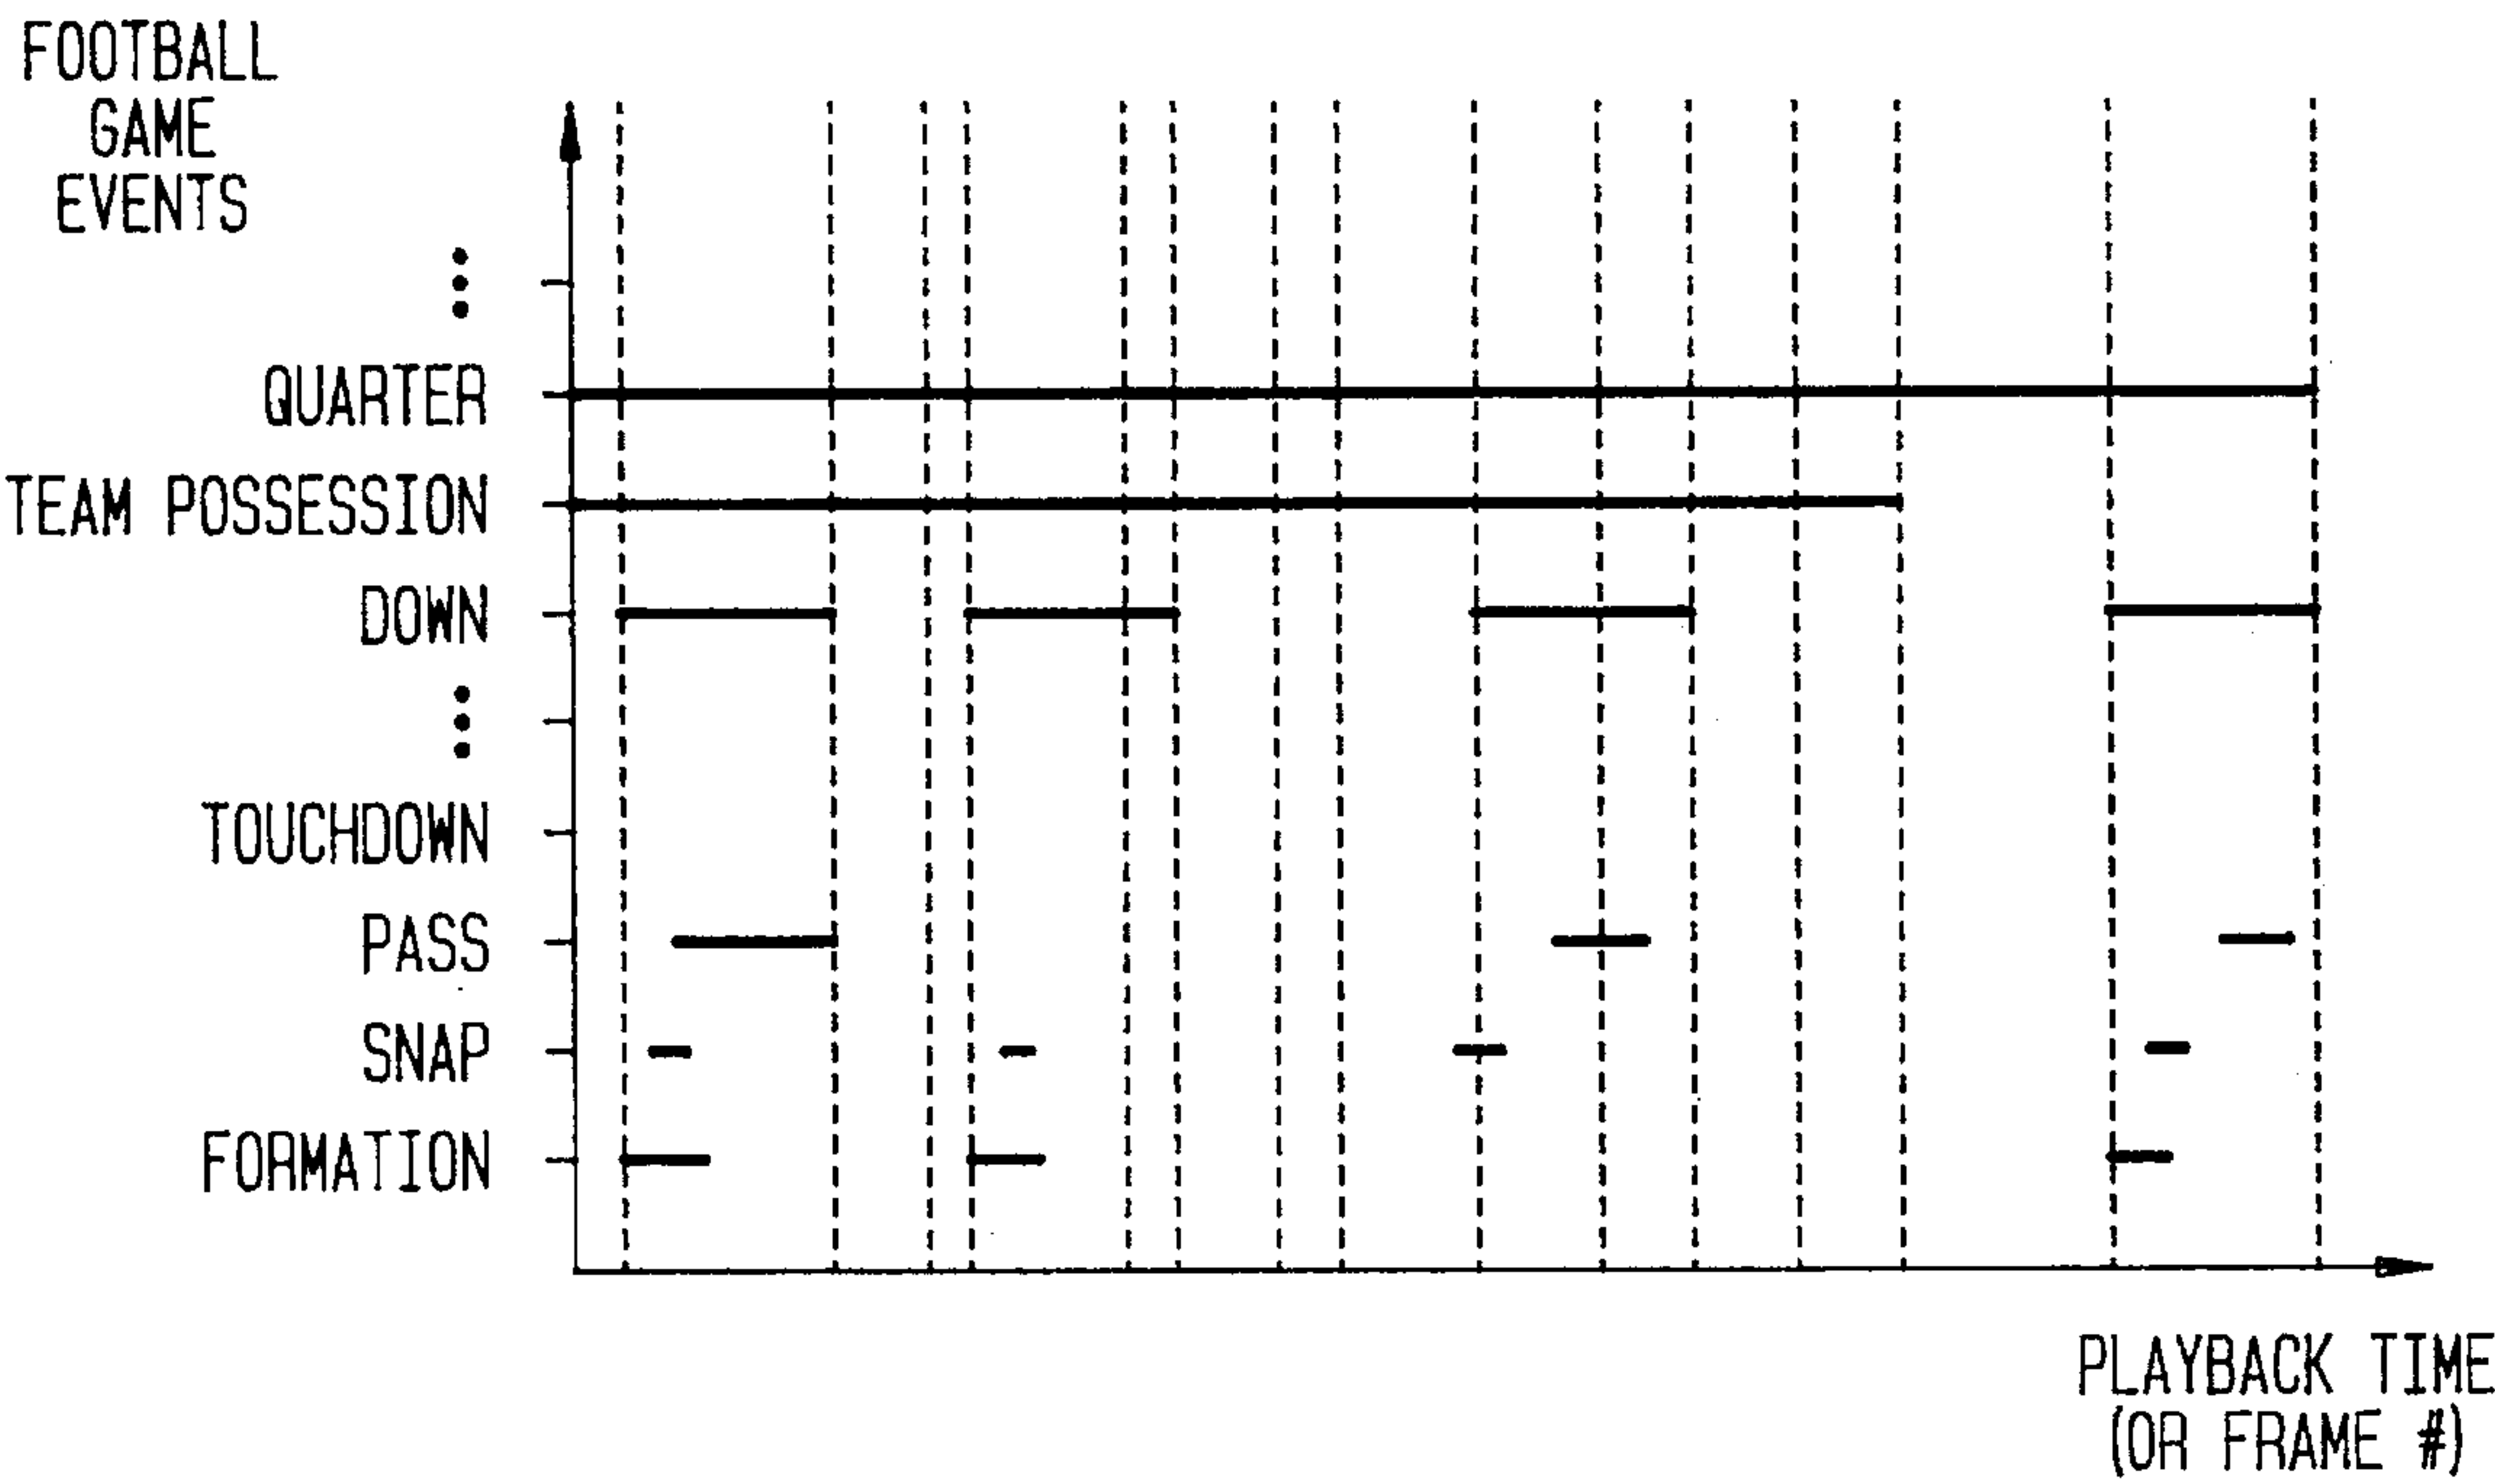 FOOTBALL
GAME
EVENTS
QUARTER
TEAM POSSESSION
DOWN
TOUCHDOWN
PASS
SNAP
FORMATION
PLAYBACK TIME
(OR FRAME #)